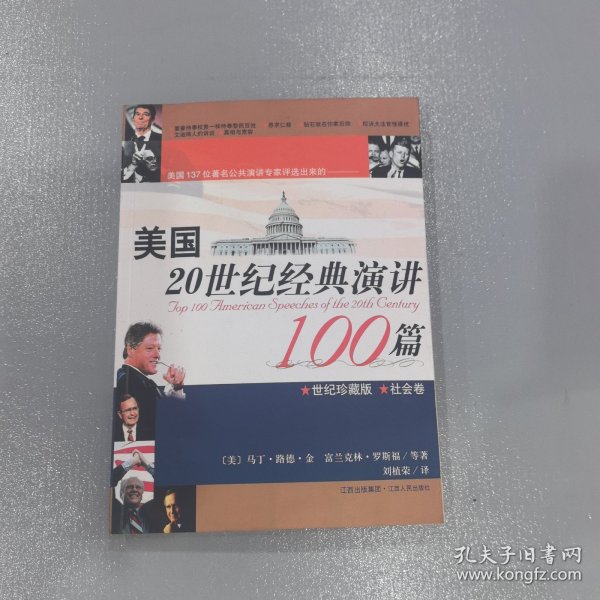 美国137位著名公共演讲专家评选出来的
美国
20世纪经典演讲
Top 100 American Speeches of the 20th Century
100篇
★世纪珍藏版 ★社会卷
〔美〕马丁·路德·金 富兰克林·罗斯福/等著
刘植荣/译
江西出版集团·江西人民出版社
孔夫子旧书网
www.kongfz.com